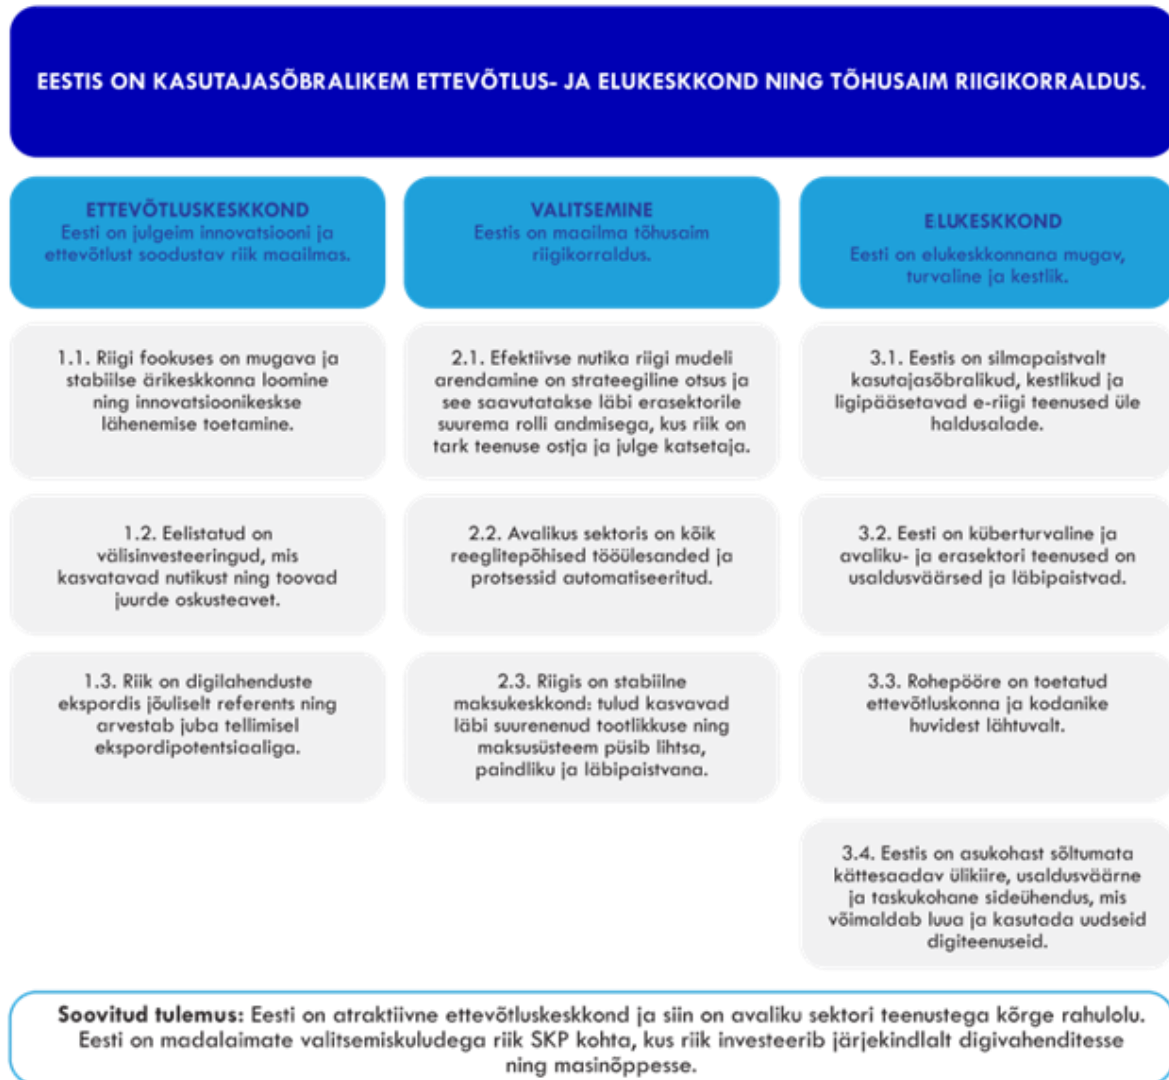 EESTIS ON KASUTAJASÕBRALIKEM ETTEVÕTLUS- JA ELUKESKKOND NING TÕHUSAIM RIIGIKORRALDUS.
ETTEVÕTLUSKESKKOND
Eesti on julgeim innovatsiooni ja
ettevõtlust soodustav riik maailmas.
1.1. Riigi fookuses on mugava ja
stabiilse ärikeskkonna loomine
ning innovatsioonikeskse
lähenemise toetamine.
1.2. Eelistatud on
välisinvesteeringud, mis
kasvatavad nutikust ning toovad
juurde oskusteavet.
1.3. Riik on digilahenduste
ekspordis jõuliselt referents ning
arvestab juba tellimisel
ekspordipotentsiaaliga.
VALITSEMINE
Eestis on maailma tõhusaim
riigikorraldus.
2.1. Efektiivse nutika riigi mudeli
arendamine on strateegiline otsus ja
see saavutatakse läbi erasektorile
suurema rolli andmisega, kus riik on
tark teenuse ostja ja julge katsetaja.
2.2. Avalikus sektoris on kõik
reeglitepõhised tööülesanded ja
protsessid automatiseeritud.
2.3. Riigis on stabiilne
maksukeskkond: tulud kasvavad
läbi suurenenud tootlikkuse ning
maksusüsteem püsib lihtsa,
paindliku ja läbipaistvana.
ELUKESKKOND
Eesti on elukeskkonnana mugav,
turvaline ja kestlik.
3.1. Eestis on silmapaistvalt
kasutajasõbralikud, kestlikud ja
ligipääsetavad e-riigi teenused üle
haldusalade.
3.2. Eesti on küberturvaline ja
avaliku- ja erasektori teenused on
usaldusväärsed ja läbipaistvad.
3.3. Rohepööre on toetatud
ettevõtluskonna ja kodanike
huvidest lähtuvalt.
3.4. Eestis on asukohast sõltumata
kättesaadav ülikiire, usaldusväärne
ja taskukohane sideühendus, mis
võimaldab luua ja kasutada uudseid
digiteenuseid.
Soovitud tulemus: Eesti on atraktiivne ettevõtluskeskkond ja siin on avaliku sektori teenustega kõrge rahulolu.
Eesti on madalaimate valitsemiskuludega riik SKP kohta, kus riik investeerib järjekindlalt digivahenditesse
ning masinõppesse.